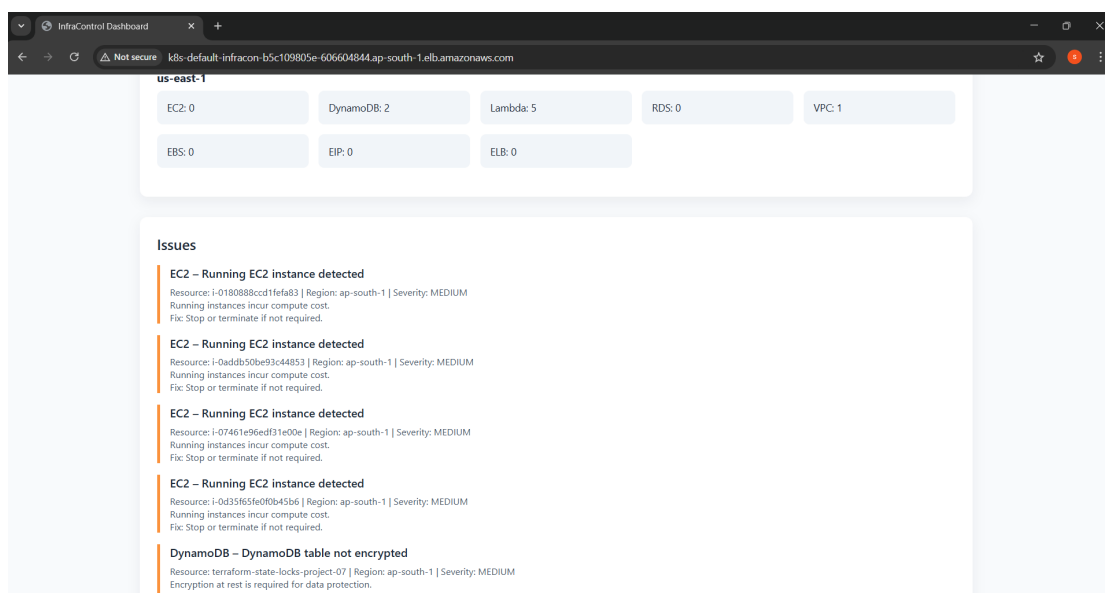 InfraControl Dashboard
Not secure k8s-default-infracon-b5c109805e-606604844.ap-south-1.elb.amazonaws.com
s
us-east-1
EC2: 0 DynamoDB: 2 Lambda: 5 RDS: 0 VPC: 1
EBS: 0 EIP: 0 ELB: 0
Issues
EC2 – Running EC2 instance detected
Resource: i-0180888ccd1fefa83 | Region: ap-south-1 | Severity: MEDIUM
Running instances incur compute cost.
Fix: Stop or terminate if not required.
EC2 – Running EC2 instance detected
Resource: i-0addb50be93c44853 | Region: ap-south-1 | Severity: MEDIUM
Running instances incur compute cost.
Fix: Stop or terminate if not required.
EC2 – Running EC2 instance detected
Resource: i-07461e96edf31e00e | Region: ap-south-1 | Severity: MEDIUM
Running instances incur compute cost.
Fix: Stop or terminate if not required.
EC2 – Running EC2 instance detected
Resource: i-0d35f65fe0f0b45b6 | Region: ap-south-1 | Severity: MEDIUM
Running instances incur compute cost.
Fix: Stop or terminate if not required.
DynamoDB – DynamoDB table not encrypted
Resource: terraform-state-locks-project-07 | Region: ap-south-1 | Severity: MEDIUM
Encryption at rest is required for data protection.